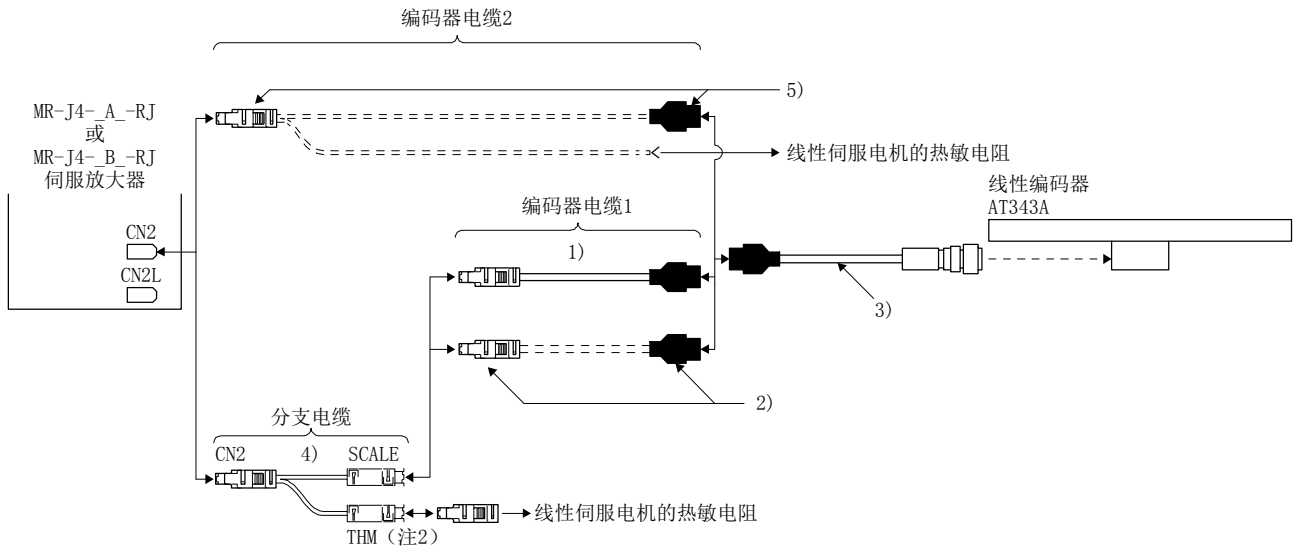 编码器电缆2
5)
MR-J4-_A_-RJ
或
MR-J4-_B_-RJ
伺服放大器
线性伺服电机的热敏电阻
线性编码器
AT343A
编码器电缆1
1)
CN2
CN2L
3)
2)
分支电缆
CN2
4)
SCALE
线性伺服电机的热敏电阻
THM（注2）